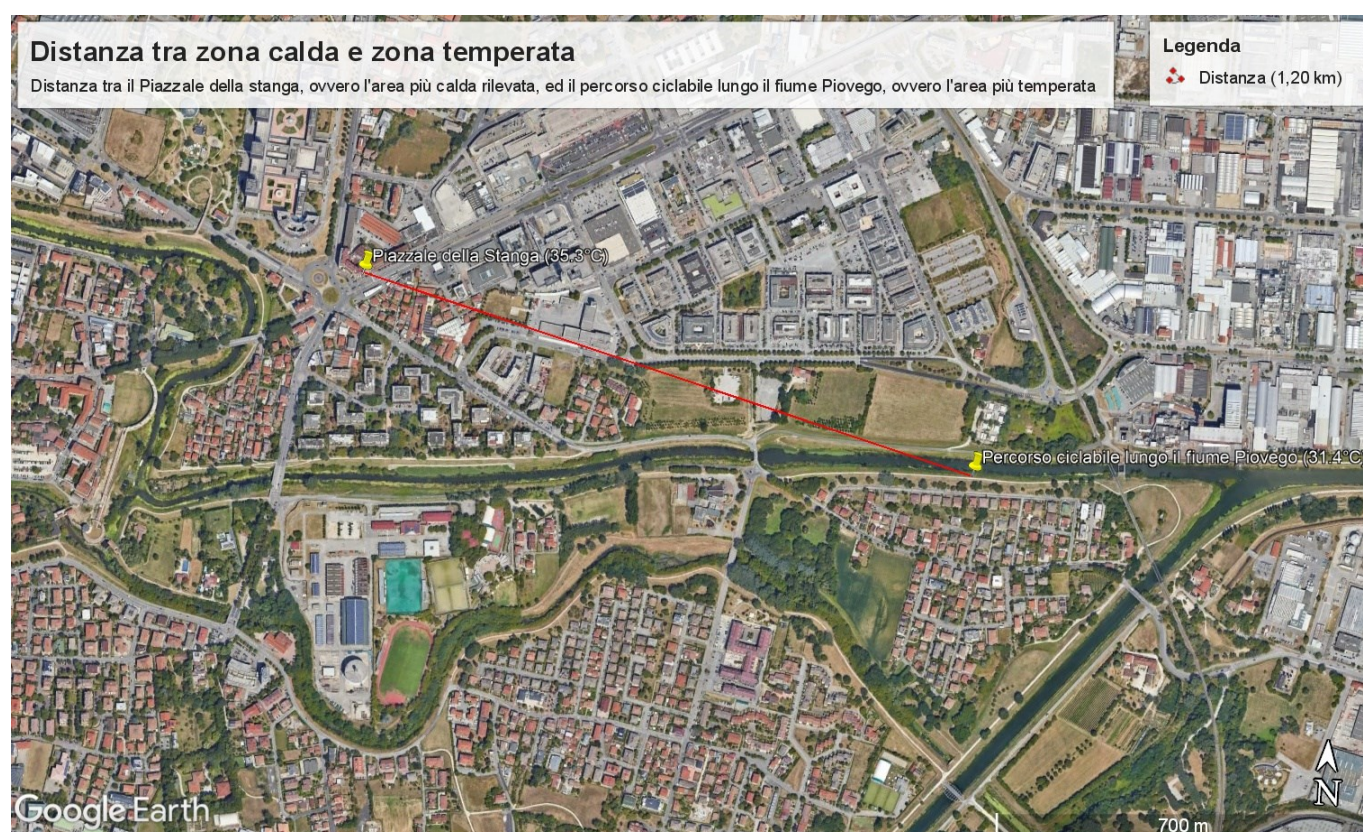 Distanza tra zona calda e zona temperata
Distanza tra il Piazzale della stanga, ovvero l'area più calda rilevata, ed il percorso ciclabile lungo il fiume Piovego, ovvero l'area più temperata
Legenda
Distanza (1,20 km)
Piazzale della Stanga (35,3°C)
Percorso ciclabile lungo il fiume Piovego (31,4°C
Google Earth
N
700 m